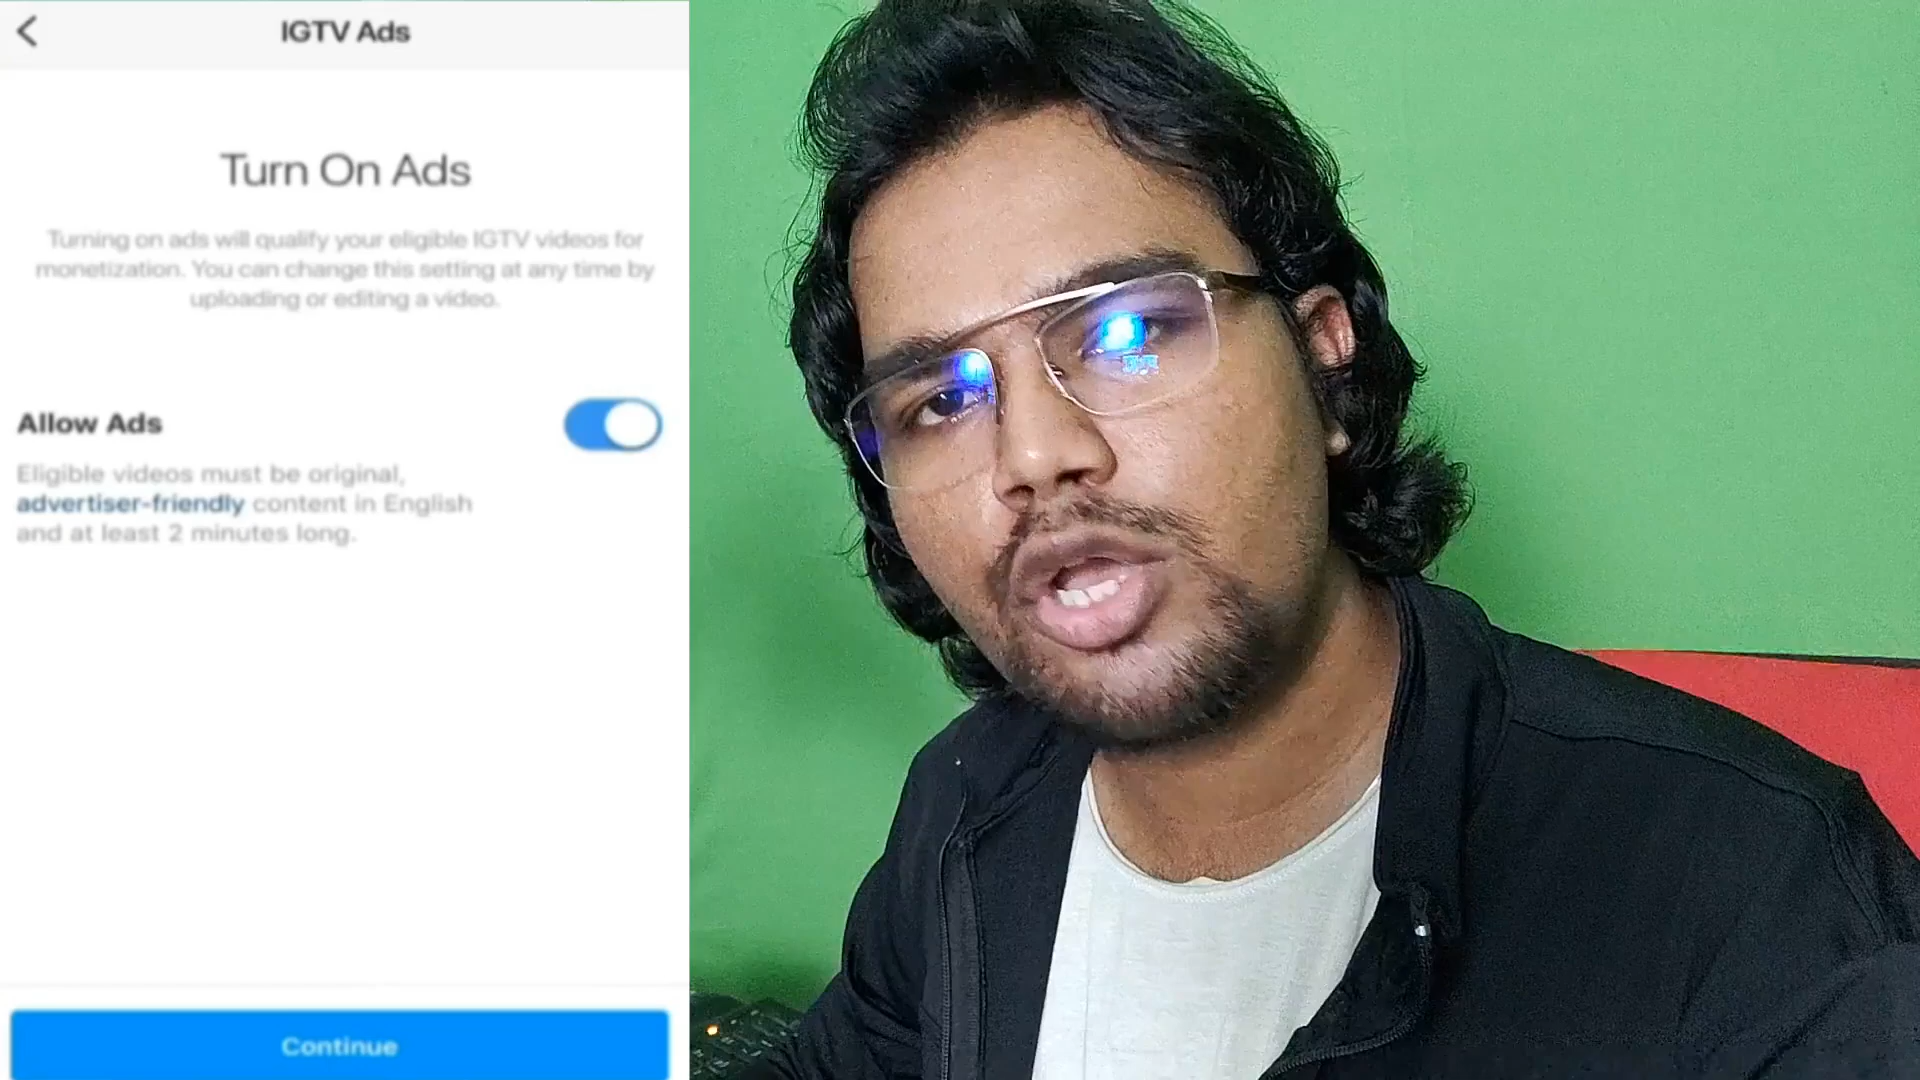 IGTV Ads
Turn On Ads
Turning on ads will qualify your eligible IGTV videos for
monetization. You can change this setting at any time by
uploading or editing a video.
Allow Ads
Eligible videos must be original,
advertiser-friendly content in English
and at least 2 minutes long.
Continue